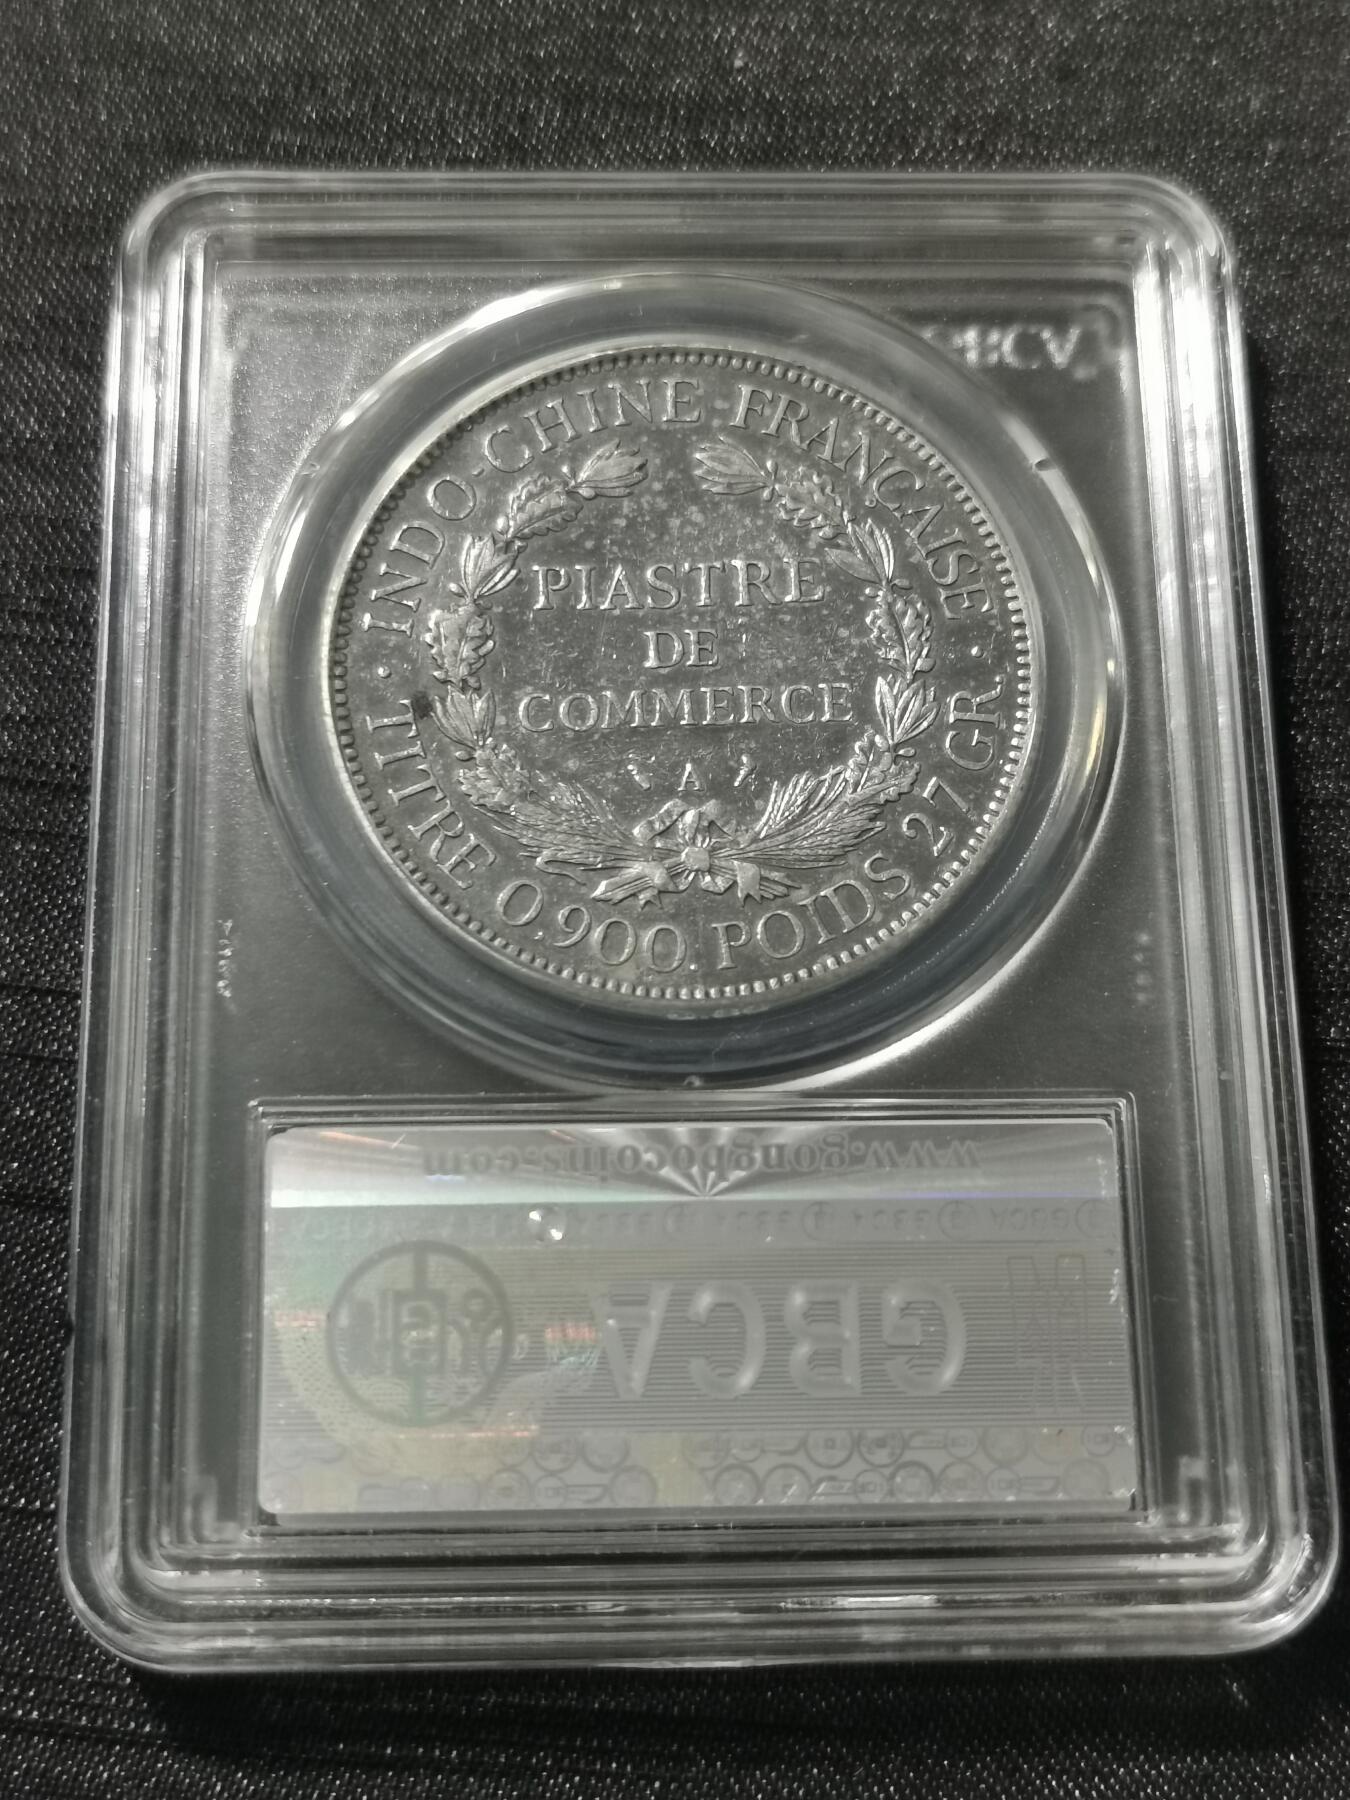 INDO-CHINE FRANÇAISE
PIASTRE
DE
COMMERCE
A
· TITRE 0.900. POIDS 27 GR. ·
www.gongbocoins.com
GBCA